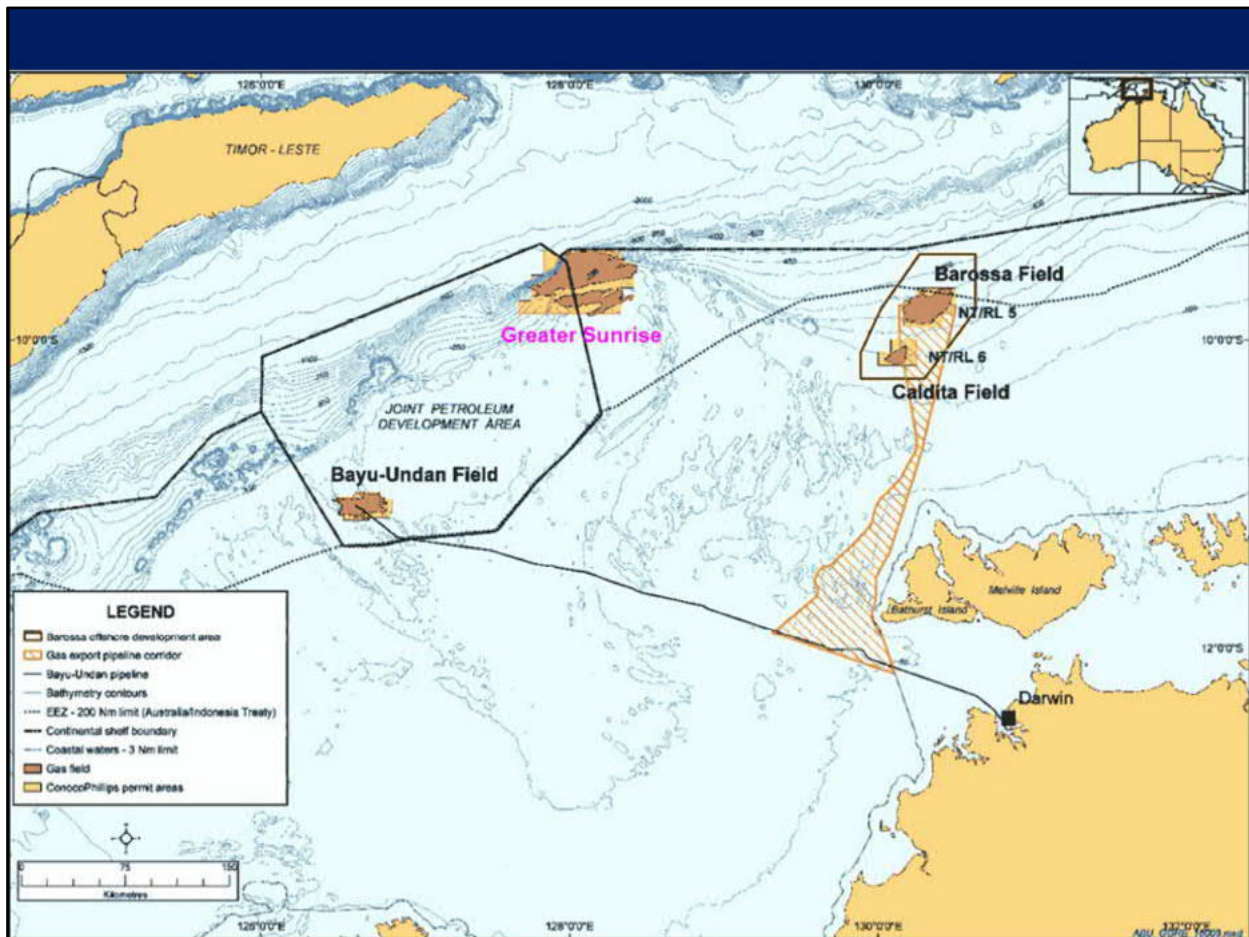 126°0'0"E
128°0'0"E
130°0'0"E
TIMOR - LESTE
Barossa Field
NT/RL 5
Greater Sunrise
10°0'0"S
10°0'0"S
NT/RL 6
Caldita Field
JOINT PETROLEUM
DEVELOPMENT AREA
Bayu-Undan Field
Melville Island
Bathurst Island
12°0'0"S
Darwin
LEGEND
Barossa offshore development area
Gas export pipeline corridor
Bayu-Undan pipeline
Bathymetry contours
EEZ - 200 Nm limit (Australia/Indonesia Treaty)
Continental shelf boundary
Coastal waters - 3 Nm limit
Gas field
ConocoPhillips permit areas
0
75
150
Kilometres
126°0'0"E
128°0'0"E
130°0'0"E
132°0'0"E